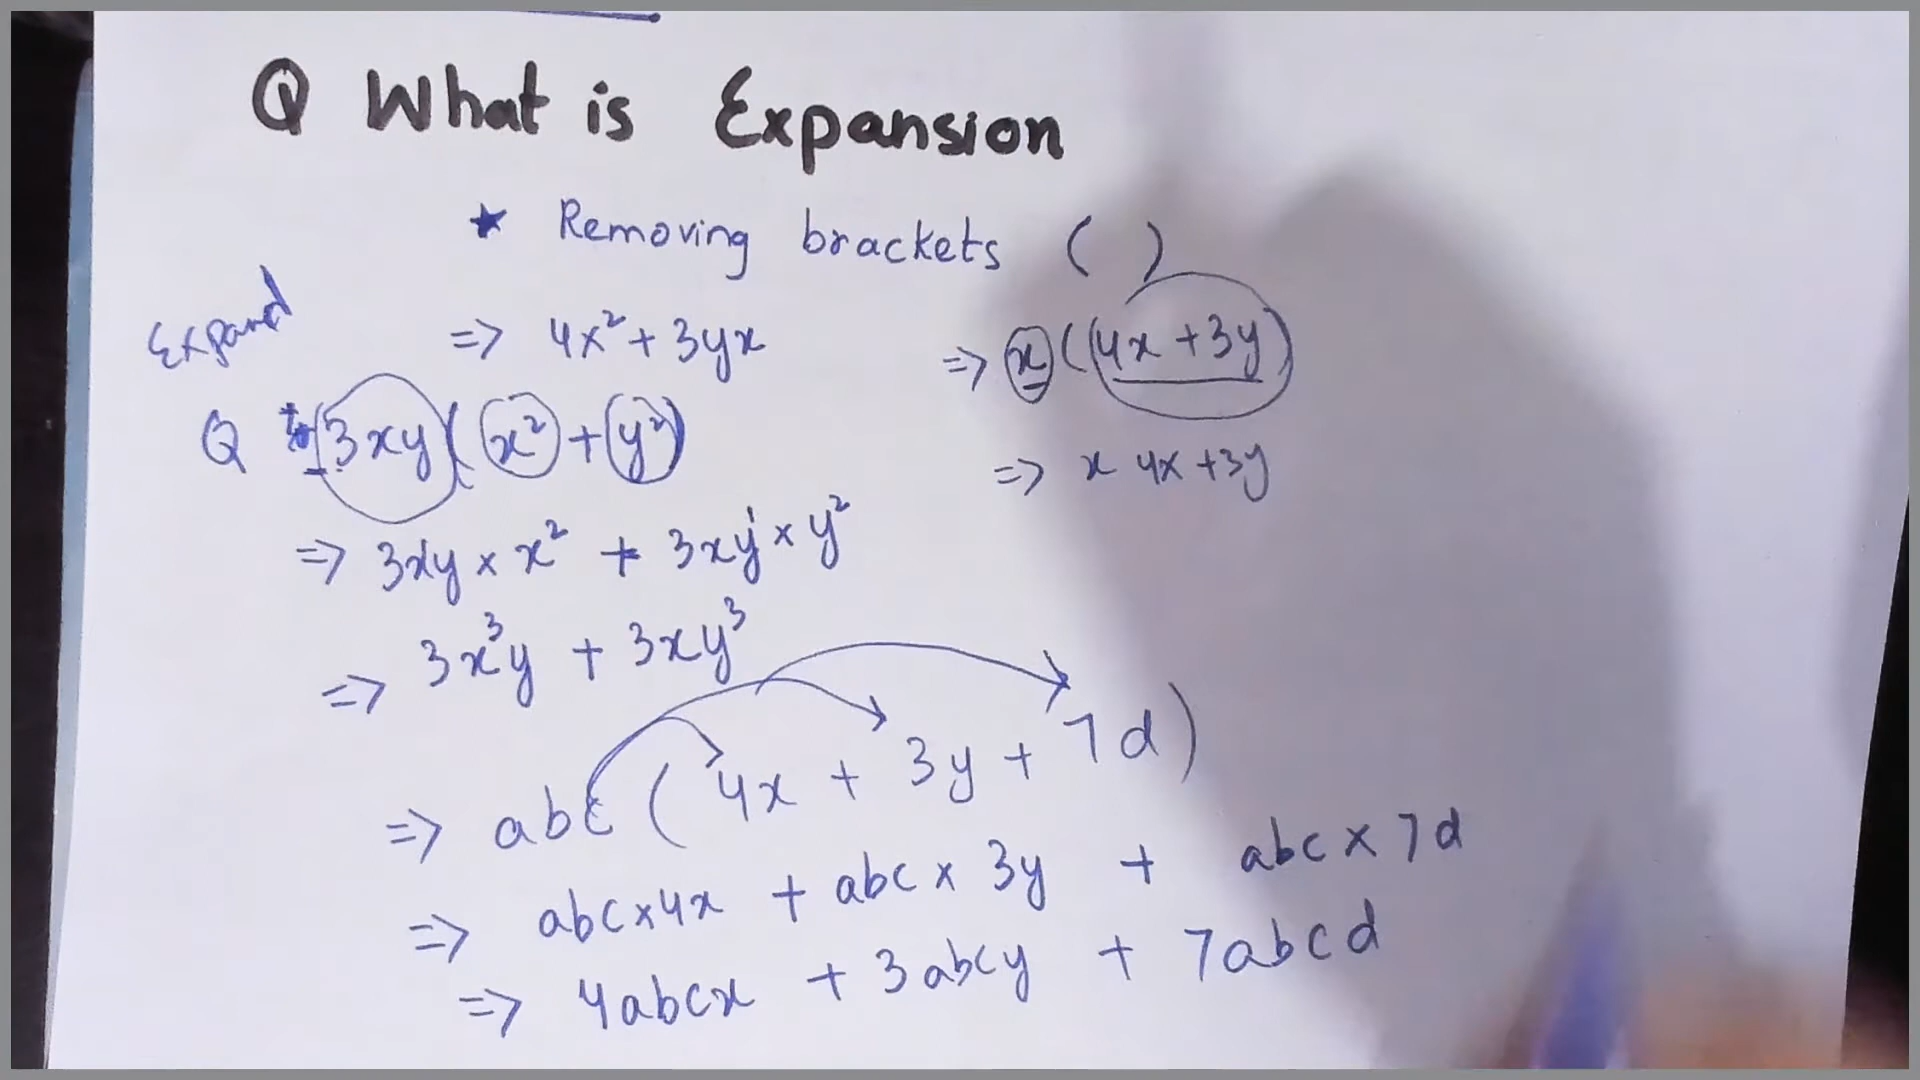 Q What is Expansion
★ Removing brackets ( )
Expand
=> 4x² + 3yx
=> x ((4x + 3y)
=> x 4x + 3y
Q 3xy (x² + y²)
=> 3xy × x² + 3xy × y²
=> 3x³y + 3xy³
=> abc ( 4x + 3y + 7d )
=> abc×4x + abc × 3y + abc × 7d
=> 4abcx + 3abcy + 7abcd